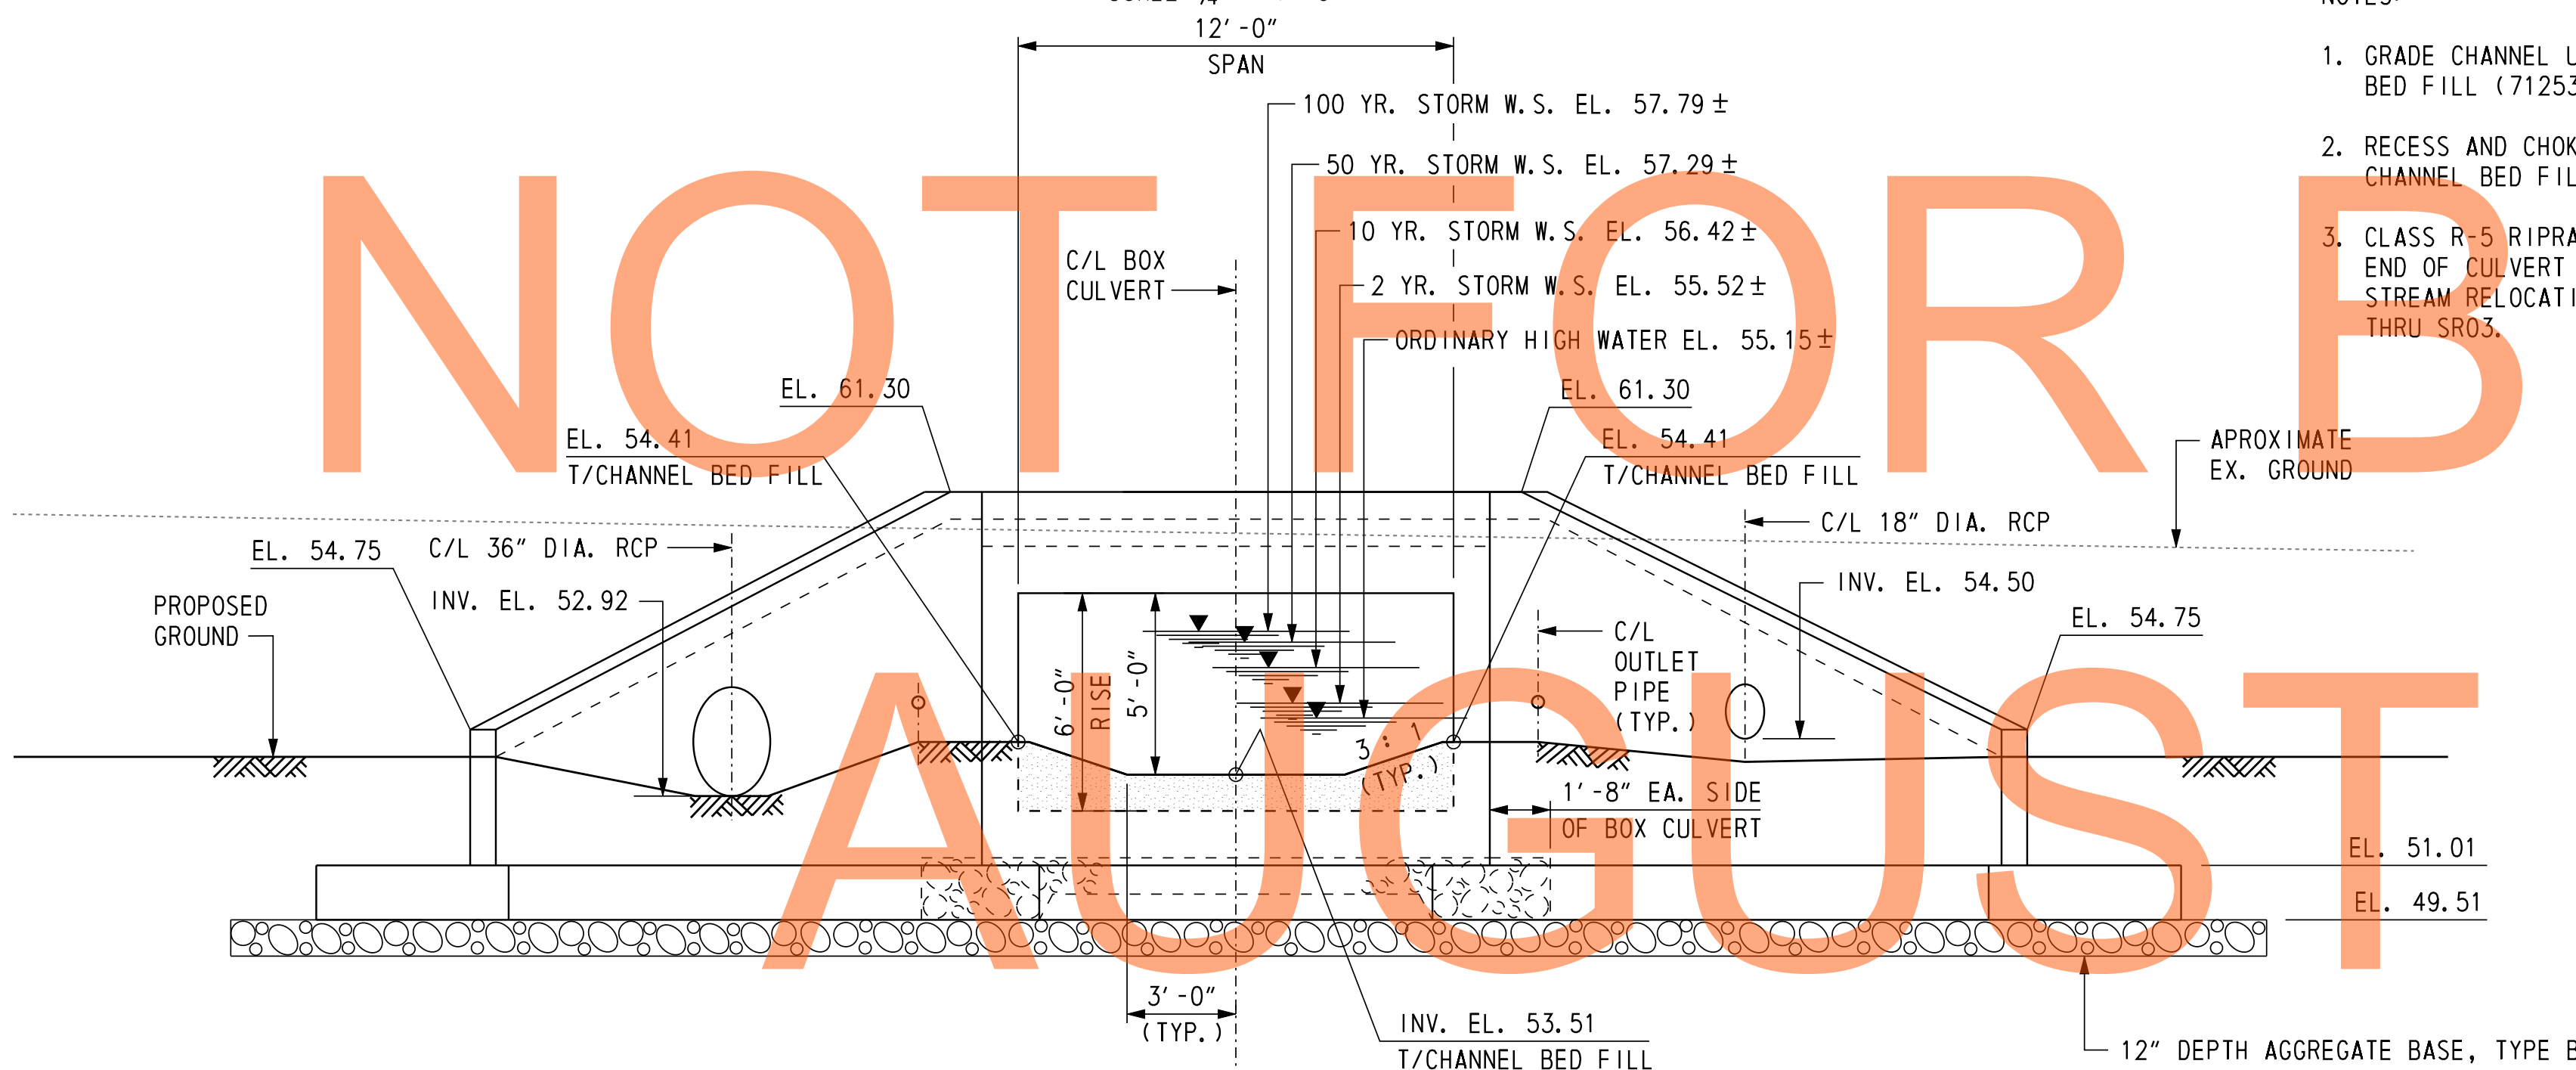 12'-0"
SPAN
100 YR. STORM W.S. EL. 57.79 ±
50 YR. STORM W.S. EL. 57.29 ±
10 YR. STORM W.S. EL. 56.42 ±
2 YR. STORM W.S. EL. 55.52 ±
ORDINARY HIGH WATER EL. 55.15 ±
C/L BOX
CULVERT
NOTES:
1. GRADE CHANNEL
BED FILL (71253
2. RECESS AND
CHANNEL BED
3. CLASS R-5
END OF CULVERT
STREAM
THRU SR03.
NOT FOR B
EL. 61.30
EL. 61.30
EL. 54.41
T/CHANNEL BED FILL
EL. 54.41
T/CHANNEL BED FILL
APROXIMATE
EX. GROUND
EL. 54.75
C/L 36" DIA. RCP
C/L 18" DIA. RCP
INV. EL. 52.92
INV. EL. 54.50
PROPOSED
GROUND
EL. 54.75
C/L
OUTLET
PIPE
(TYP.)
6'-0"
RISE
5'-0"
3 : 1
(TYP.)
1'-8" EA. SIDE
OF BOX CULVERT
AUGUST
EL. 51.01
EL. 49.51
3'-0"
(TYP.)
INV. EL. 53.51
T/CHANNEL BED FILL
12" DEPTH AGGREGATE BASE, TYPE B